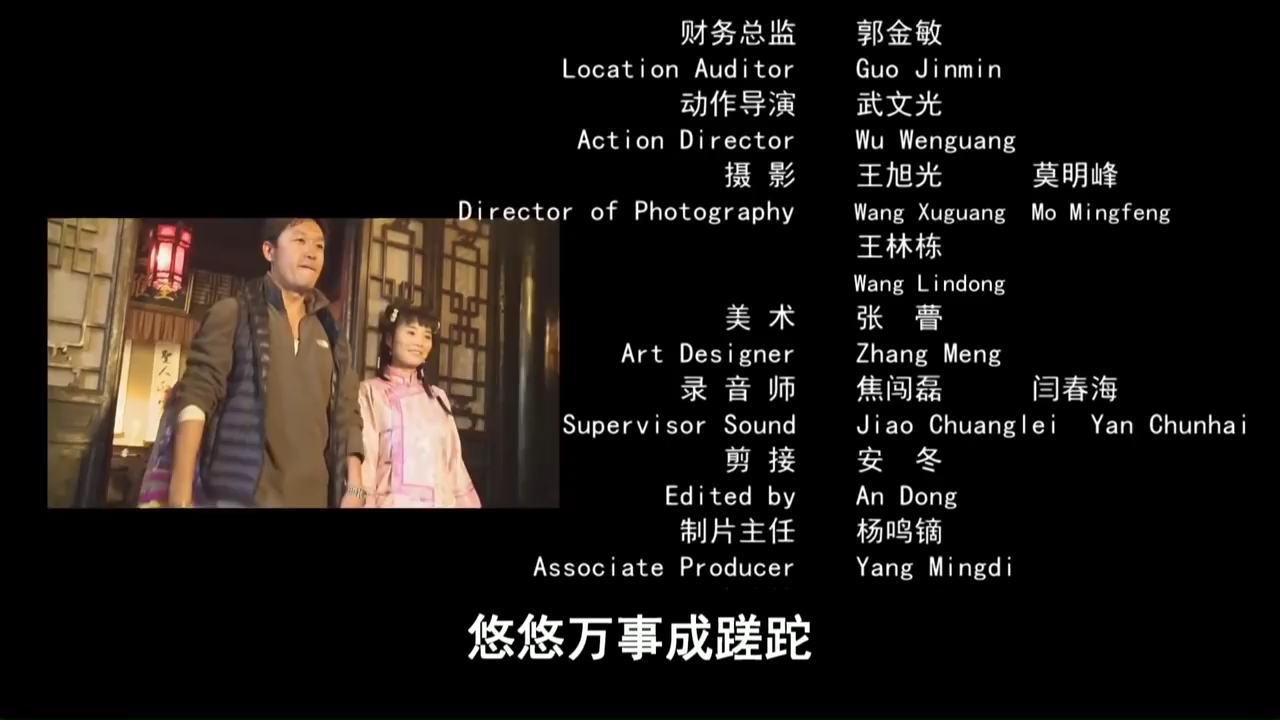 财务总监 郭金敏
Location Auditor Guo Jinmin
动作导演 武文光
Action Director Wu Wenguang
摄 影 王旭光 莫明峰
Director of Photography Wang Xuguang Mo Mingfeng
王林栋
Wang Lindong
美 术 张 瞢
Art Designer Zhang Meng
录 音 师 焦闯磊 闫春海
Supervisor Sound Jiao Chuanglei Yan Chunhai
剪 接 安 冬
Edited by An Dong
制片主任 杨鸣镝
Associate Producer Yang Mingdi
悠悠万事成蹉跎